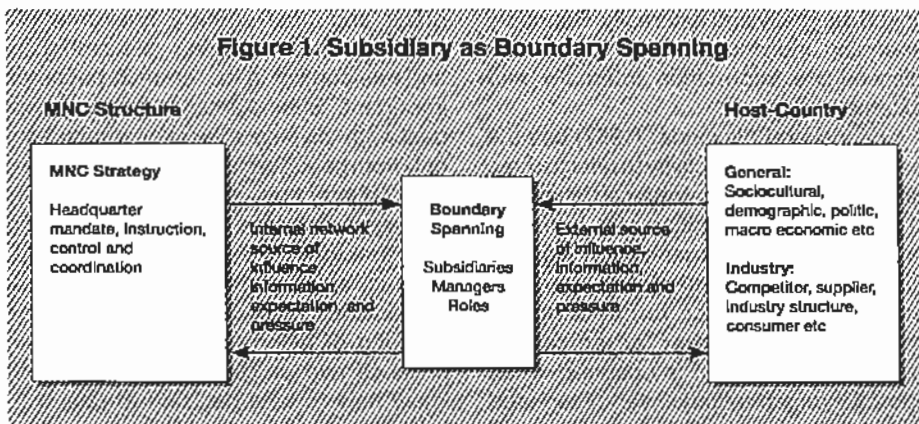 Figure 1. Subsidiary as Boundary Spanning
MNC Structure
Host-Country
MNC Strategy
Headquarter
mandate, instruction,
control and
coordination
Internal network
source of
influence
information,
expectation, and
pressure
Boundary
Spanning
Subsidiaries
Managers
Roles
External source
of influence,
information,
expectation and
pressure
General:
Sociocultural,
demographic, politic,
macro economic etc
Industry:
Competitor, supplier,
industry structure,
consumer etc